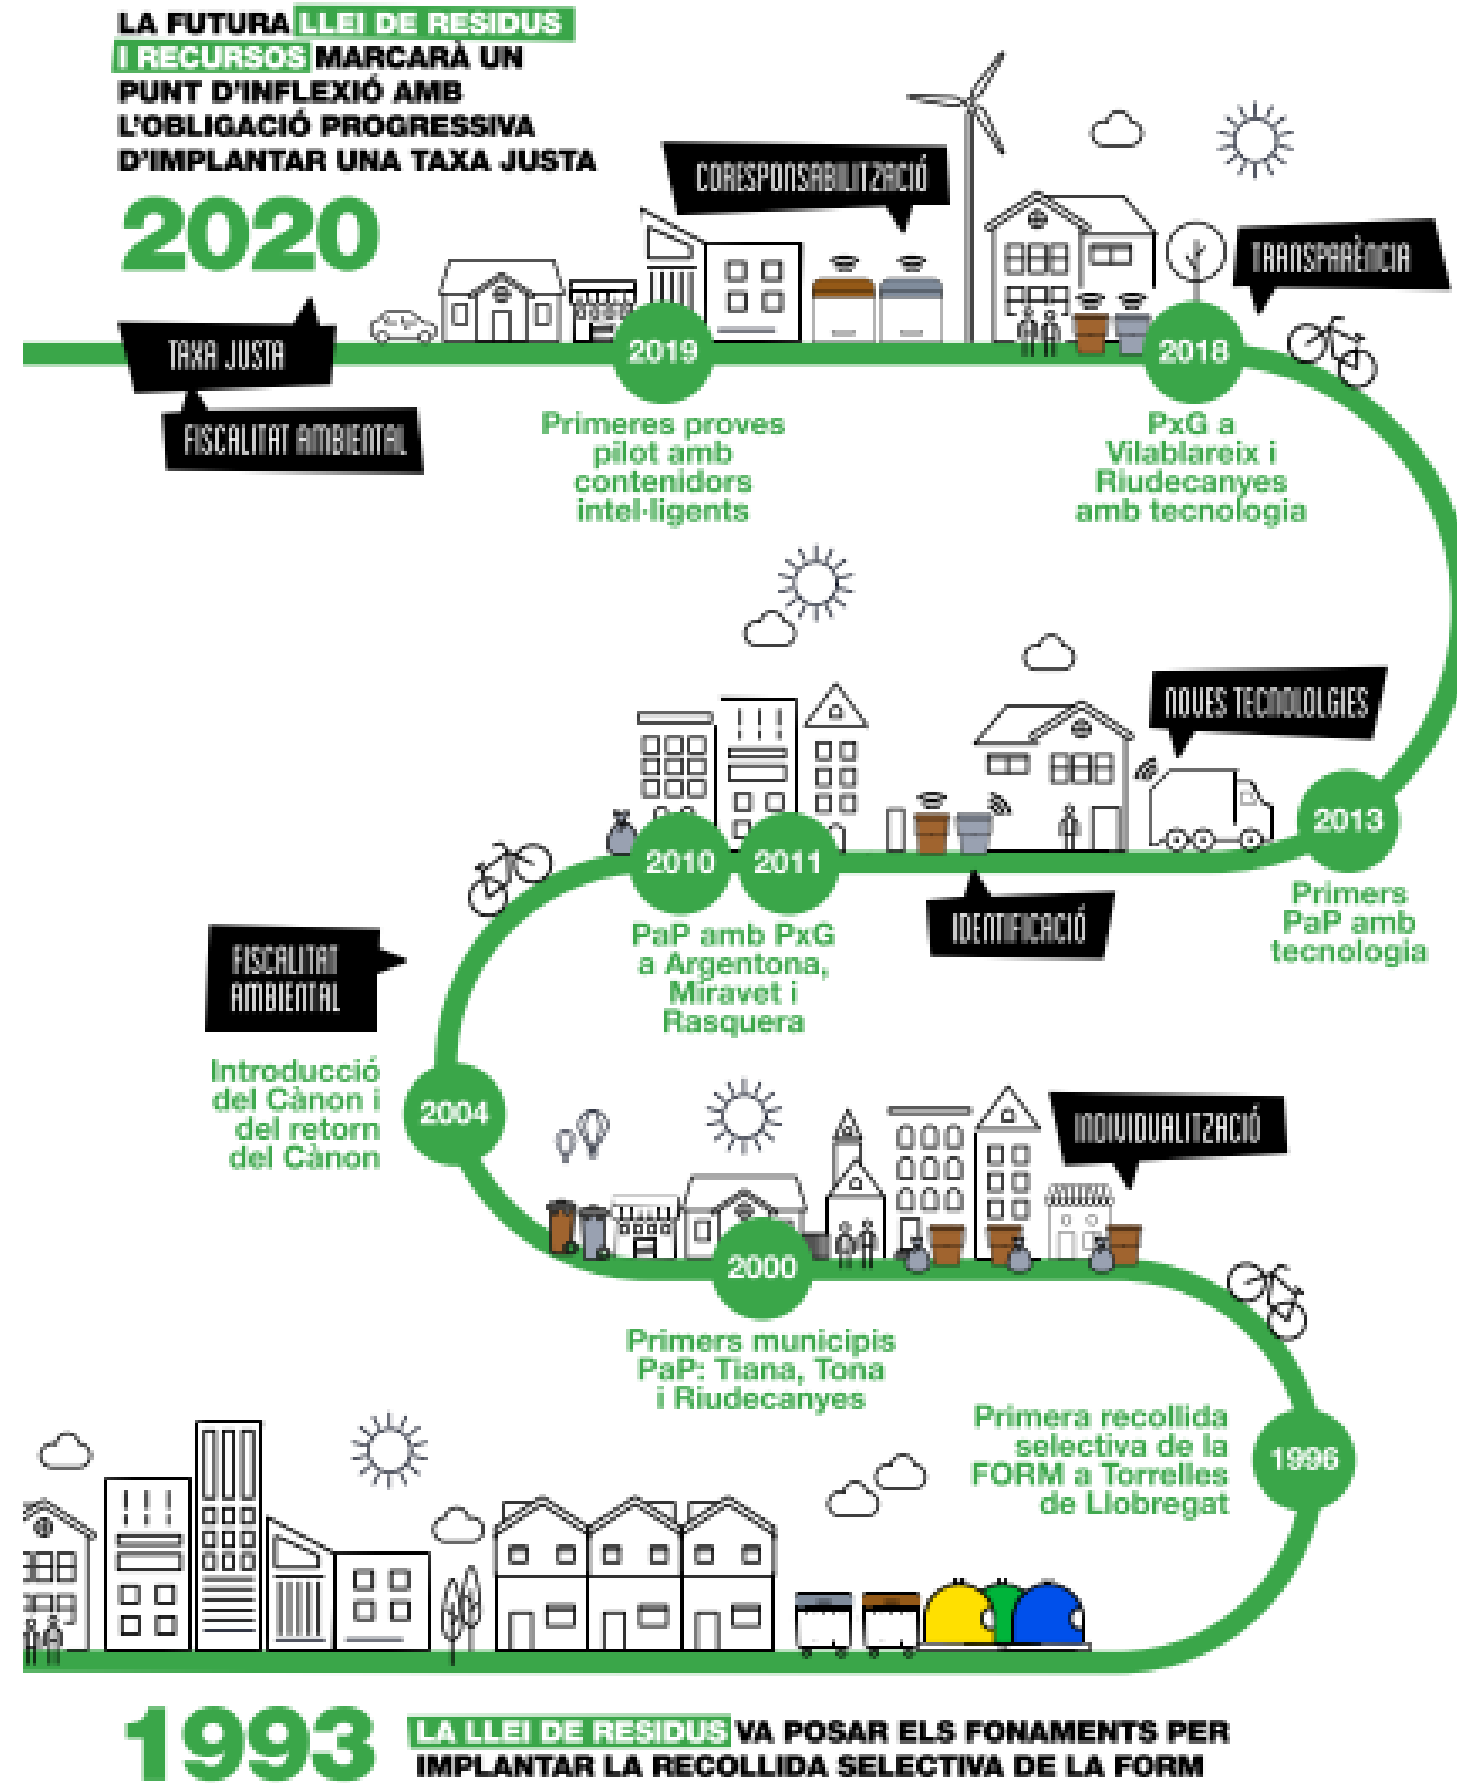 LA FUTURA LLEI DE RESIDUS
I RECURSOS MARCARÀ UN
PUNT D'INFLEXIÓ AMB
L'OBLIGACIÓ PROGRESSIVA
D'IMPLANTAR UNA TAXA JUSTA
2020
CORESPONSABILITZACIÓ
TRANSPARÈNCIA
TAXA JUSTA
FISCALITAT AMBIENTAL
2019
Primeres proves
pilot amb
contenidors
intel·ligents
2018
PxG a
Vilablareix i
Riudecanyes
amb tecnologia
NOVES TECNOLOLGIES
2013
Primers
PaP amb
tecnologia
IDENTIFICACIÓ
2010
2011
PaP amb PxG
a Argentona,
Miravet i
Rasquera
FISCALITAT
AMBIENTAL
2004
Introducció
del Cànon i
del retorn
del Cànon
INDIVIDUALITZACIÓ
2000
Primers municipis
PaP: Tiana, Tona
i Riudecanyes
1996
Primera recollida
selectiva de la
FORM a Torrelles
de Llobregat
1993
LA LLEI DE RESIDUS VA POSAR ELS FONAMENTS PER
IMPLANTAR LA RECOLLIDA SELECTIVA DE LA FORM